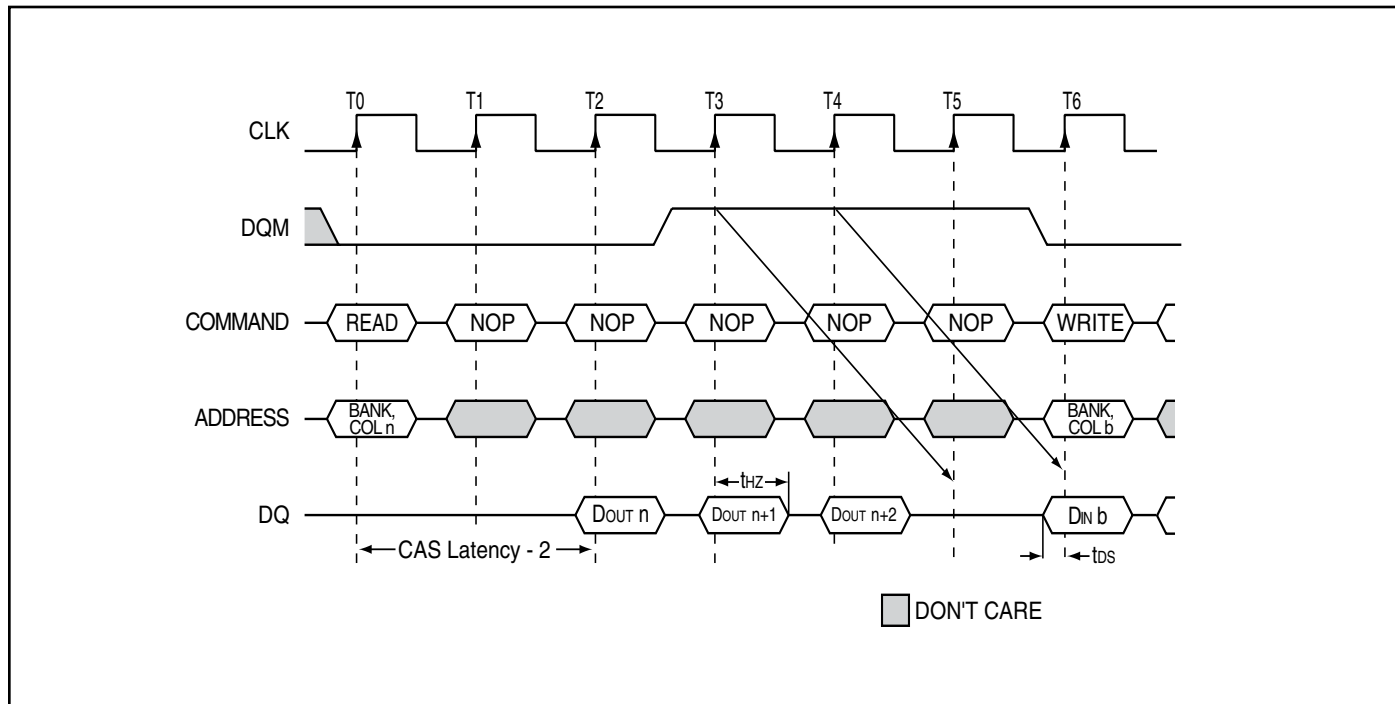 T0 T1 T2 T3 T4 T5 T6
CLK
DQM
COMMAND READ NOP NOP NOP NOP NOP WRITE
ADDRESS BANK, COL n BANK, COL b
tHZ
DQ DOUT n DOUT n+1 DOUT n+2 DIN b
CAS Latency - 2 tDS
DON'T CARE